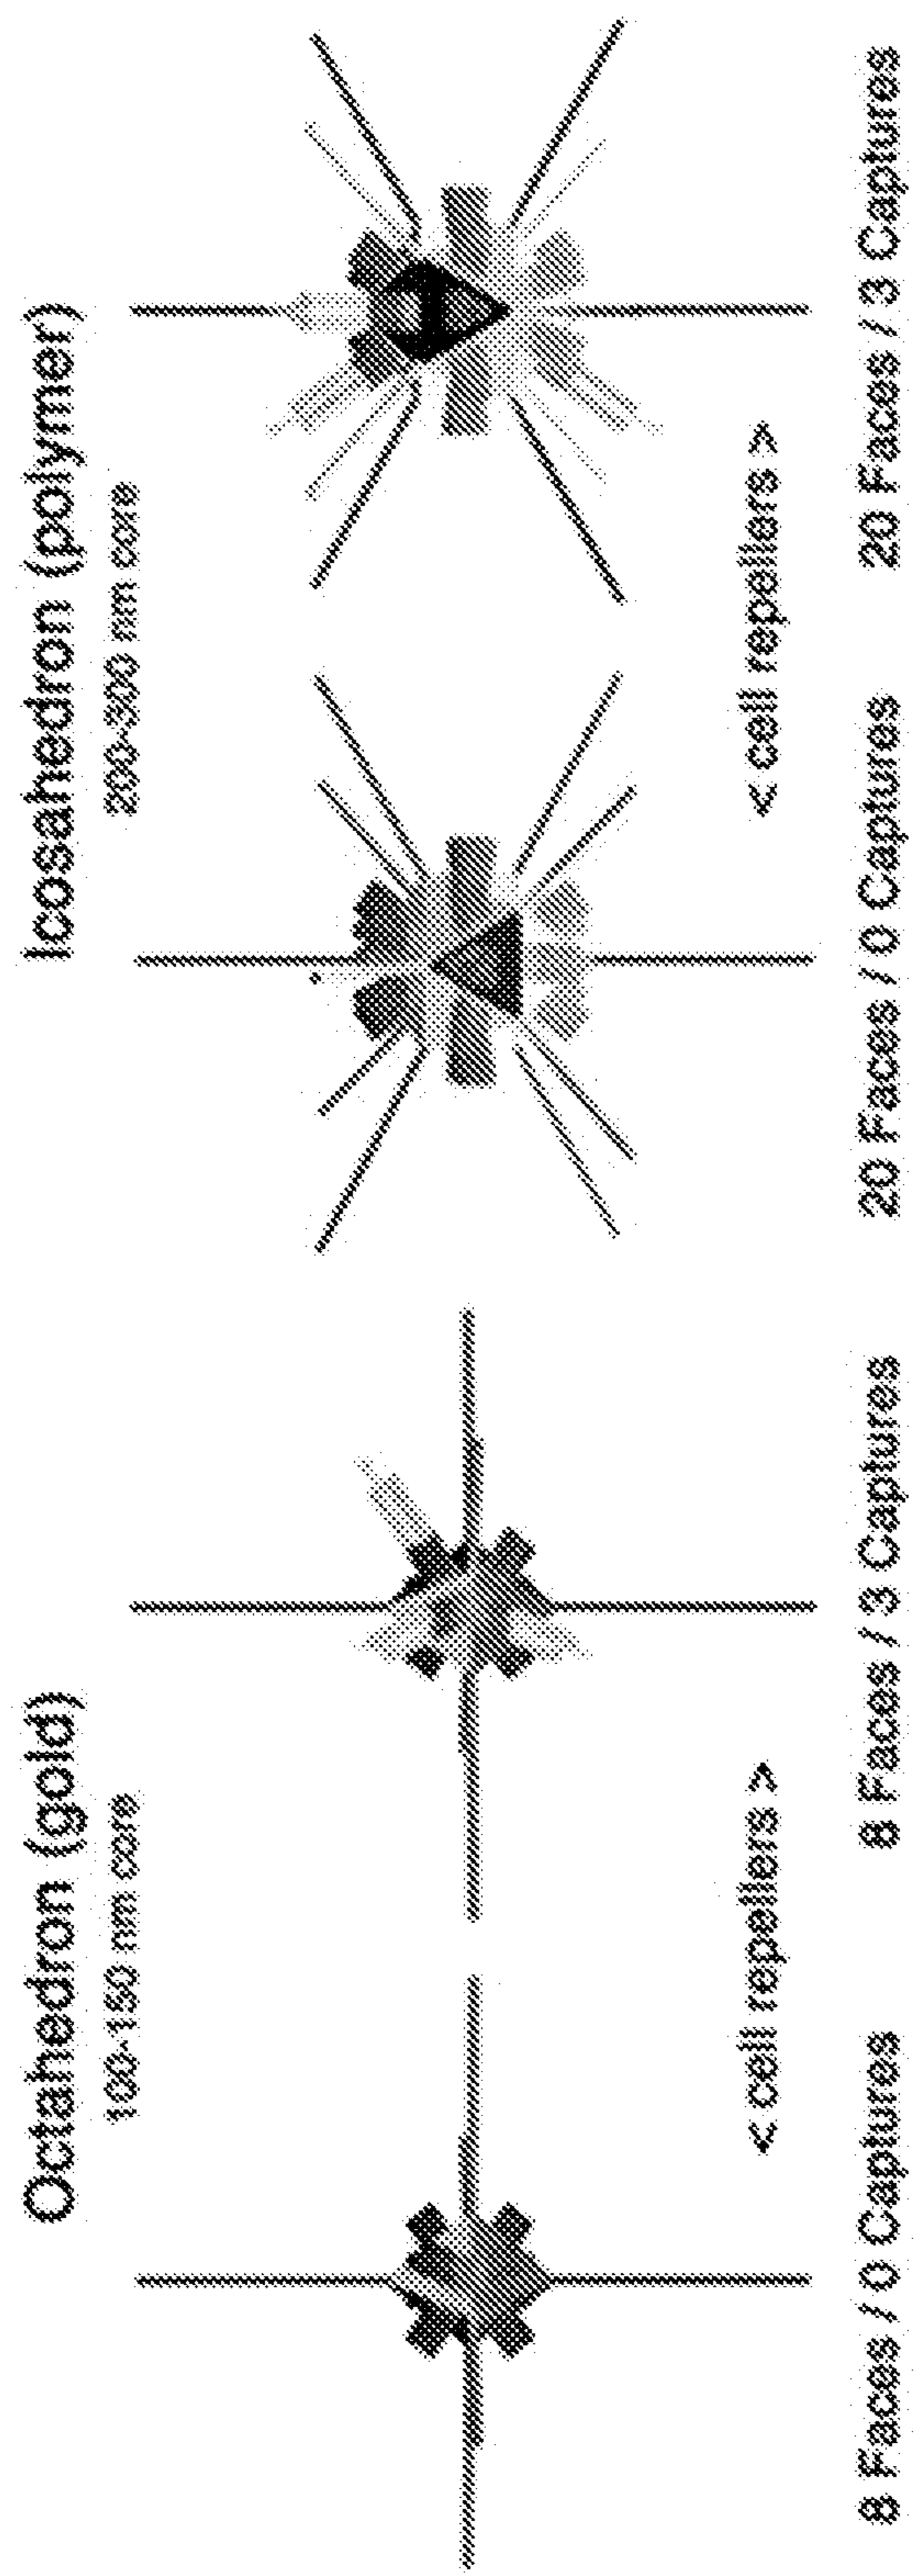 Octahedron (gold)
100-150 nm core
Icosahedron (polymer)
200-300 nm core
< cell repellers >
< cell repellers >
8 Faces / 0 Captures
8 Faces / 3 Captures
20 Faces / 0 Captures
20 Faces / 3 Captures